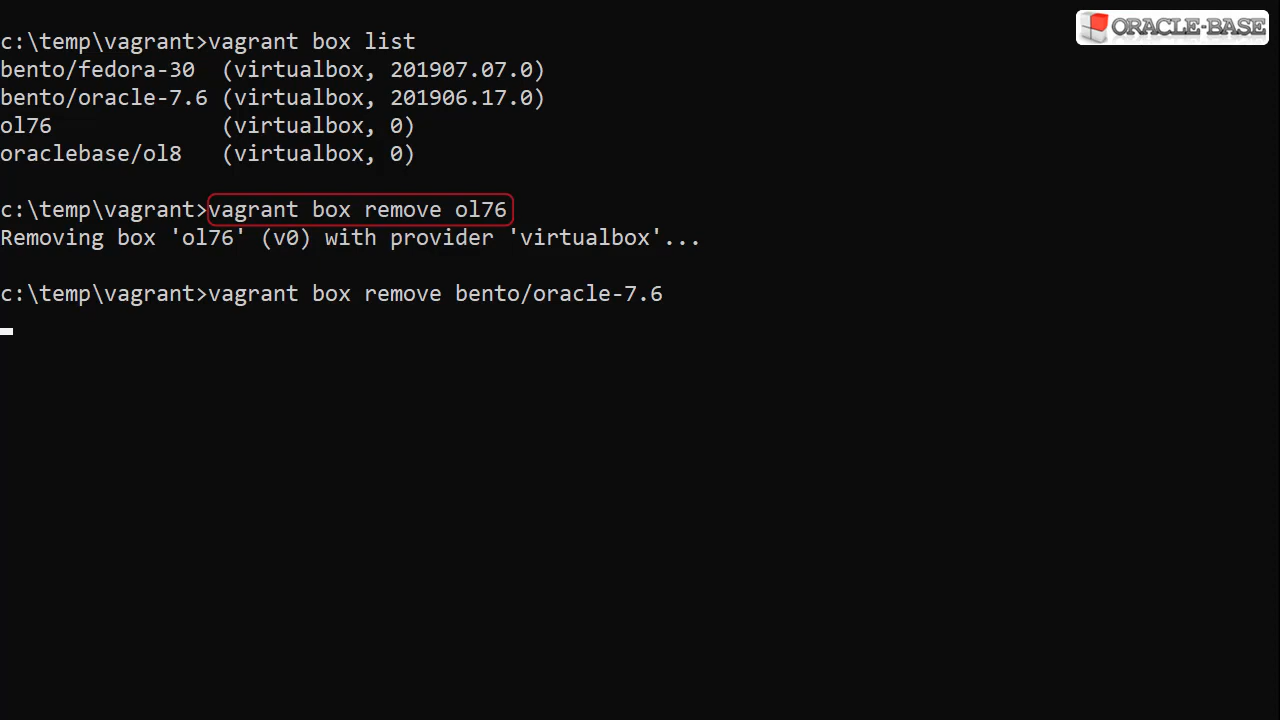 ORACLE-BASE
c:\temp\vagrant>vagrant box list
bento/fedora-30  (virtualbox, 201907.07.0)
bento/oracle-7.6 (virtualbox, 201906.17.0)
ol76             (virtualbox, 0)
oraclebase/ol8   (virtualbox, 0)
c:\temp\vagrant>vagrant box remove ol76
Removing box 'ol76' (v0) with provider 'virtualbox'...
c:\temp\vagrant>vagrant box remove bento/oracle-7.6